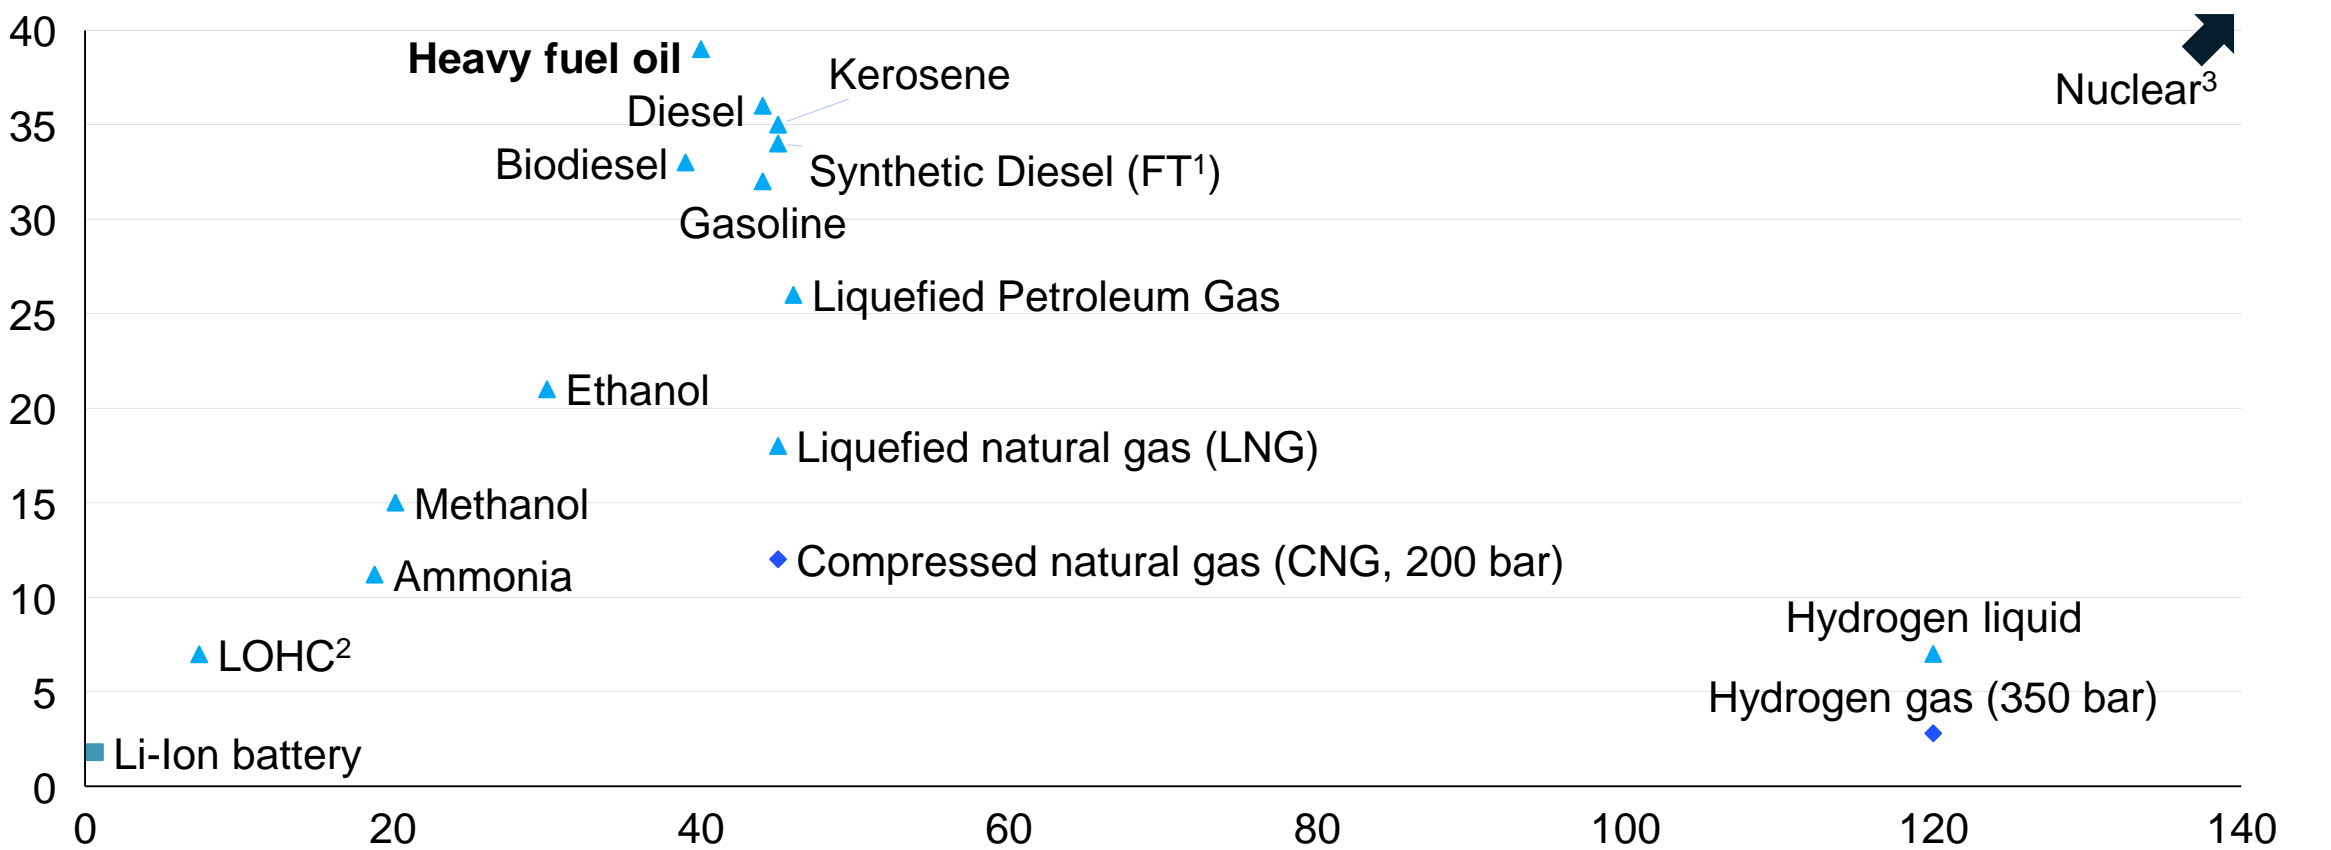 40
Heavy fuel oil
Kerosene
Nuclear³
Diesel
35
Biodiesel
Synthetic Diesel (FT¹)
30
Gasoline
Liquefied Petroleum Gas
25
Ethanol
20
Liquefied natural gas (LNG)
15
Methanol
Compressed natural gas (CNG, 200 bar)
Ammonia
10
Hydrogen liquid
LOHC²
5
Hydrogen gas (350 bar)
Li-Ion battery
0
0 20 40 60 80 100 120 140